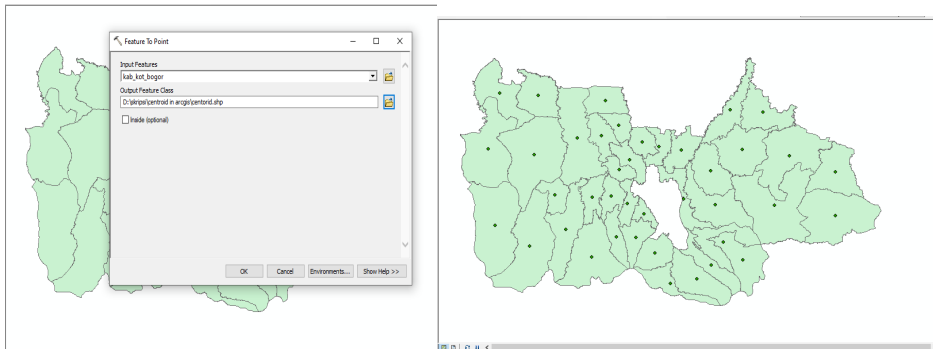 Feature To Point
Input Features
kab_kot_bogor
Output Feature Class
D:\skripsi\centroid in arcgis\centorid.shp
Inside (optional)
OK
Cancel
Environments...
Show Help >>